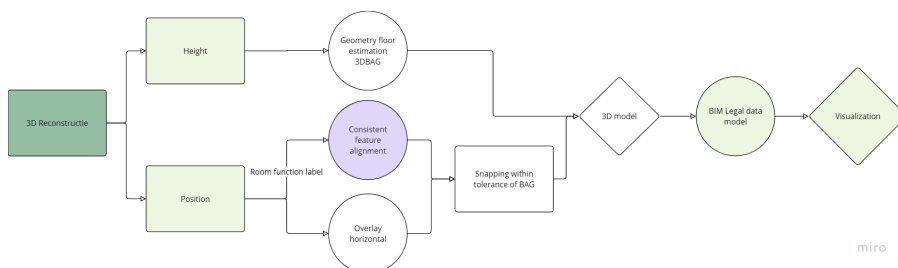 3D Reconstructie
Height
Position
Room function label
Geometry floor
estimation
3DBAG
Consistent
feature
alignment
Overlay
horizontal
Snapping within
tolerance of BAG
3D model
BIM Legal data
model
Visualization
miro